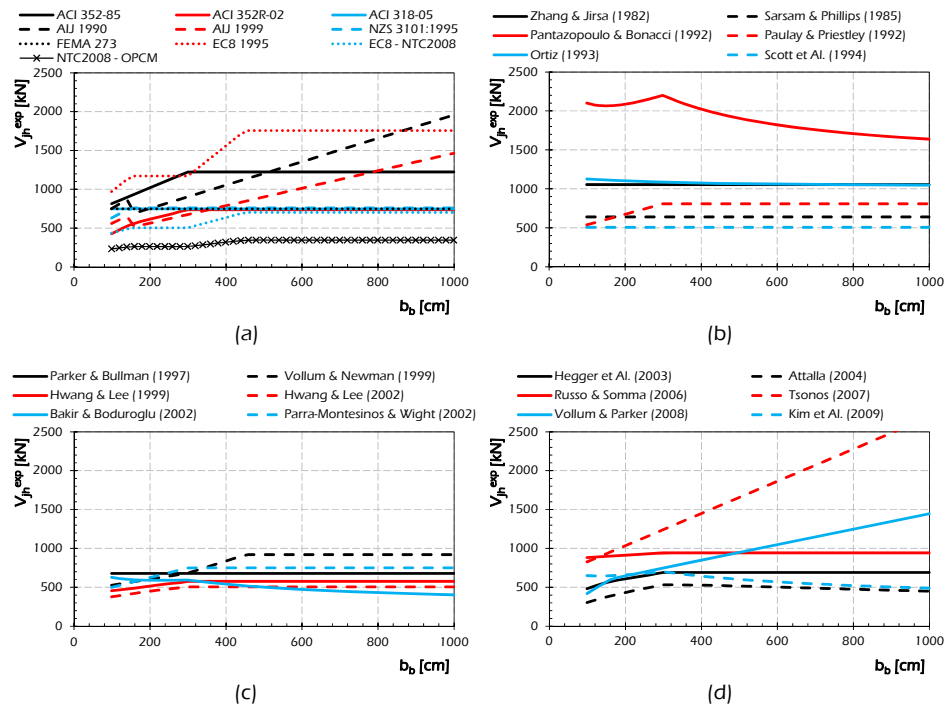 ACI 352-85 ACI 352R-02 ACI 318-05
AIJ 1990 AIJ 1999 NZS 3101:1995
FEMA 273 EC8 1995 EC8 - NTC2008
NTC2008 - OPCM
2500
2000
1500
1000
500
0
V_jh^exp [kN]
0 200 400 600 800 1000
b_b [cm]
(a)
Zhang & Jirsa (1982) Sarsam & Phillips (1985)
Pantazopoulo & Bonacci (1992) Paulay & Priestley (1992)
Ortiz (1993) Scott et Al. (1994)
2500
2000
1500
1000
500
0
V_jh^exp [kN]
0 200 400 600 800 1000
b_b [cm]
(b)
Parker & Bullman (1997) Vollum & Newman (1999)
Hwang & Lee (1999) Hwang & Lee (2002)
Bakir & Boduroglu (2002) Parra-Montesinos & Wight (2002)
2500
2000
1500
1000
500
0
V_jh^exp [kN]
0 200 400 600 800 1000
b_b [cm]
(c)
Hegger et Al. (2003) Attalla (2004)
Russo & Somma (2006) Tsonos (2007)
Vollum & Parker (2008) Kim et Al. (2009)
2500
2000
1500
1000
500
0
V_jh^exp [kN]
0 200 400 600 800 1000
b_b [cm]
(d)